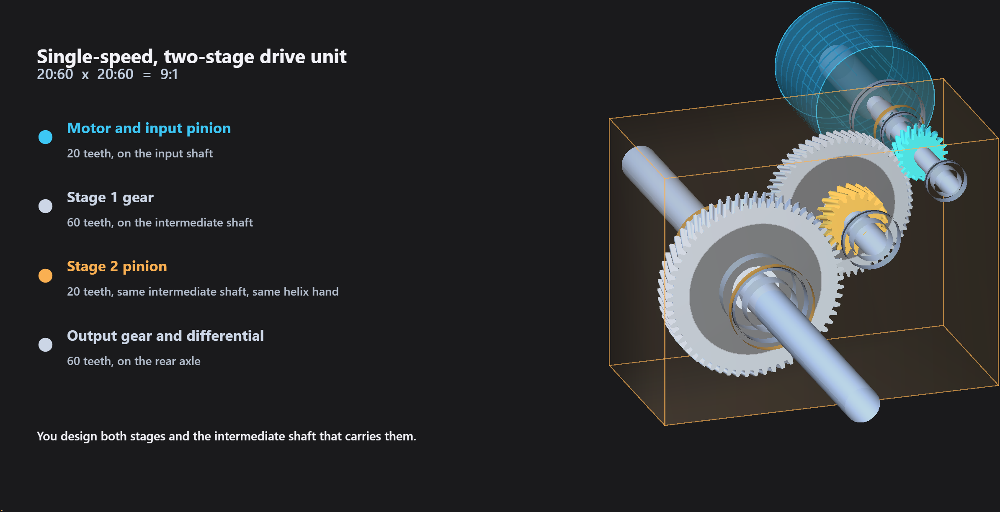 Single-speed, two-stage drive unit
20:60 x 20:60 = 9:1
Motor and input pinion
20 teeth, on the input shaft
Stage 1 gear
60 teeth, on the intermediate shaft
Stage 2 pinion
20 teeth, same intermediate shaft, same helix hand
Output gear and differential
60 teeth, on the rear axle
You design both stages and the intermediate shaft that carries them.